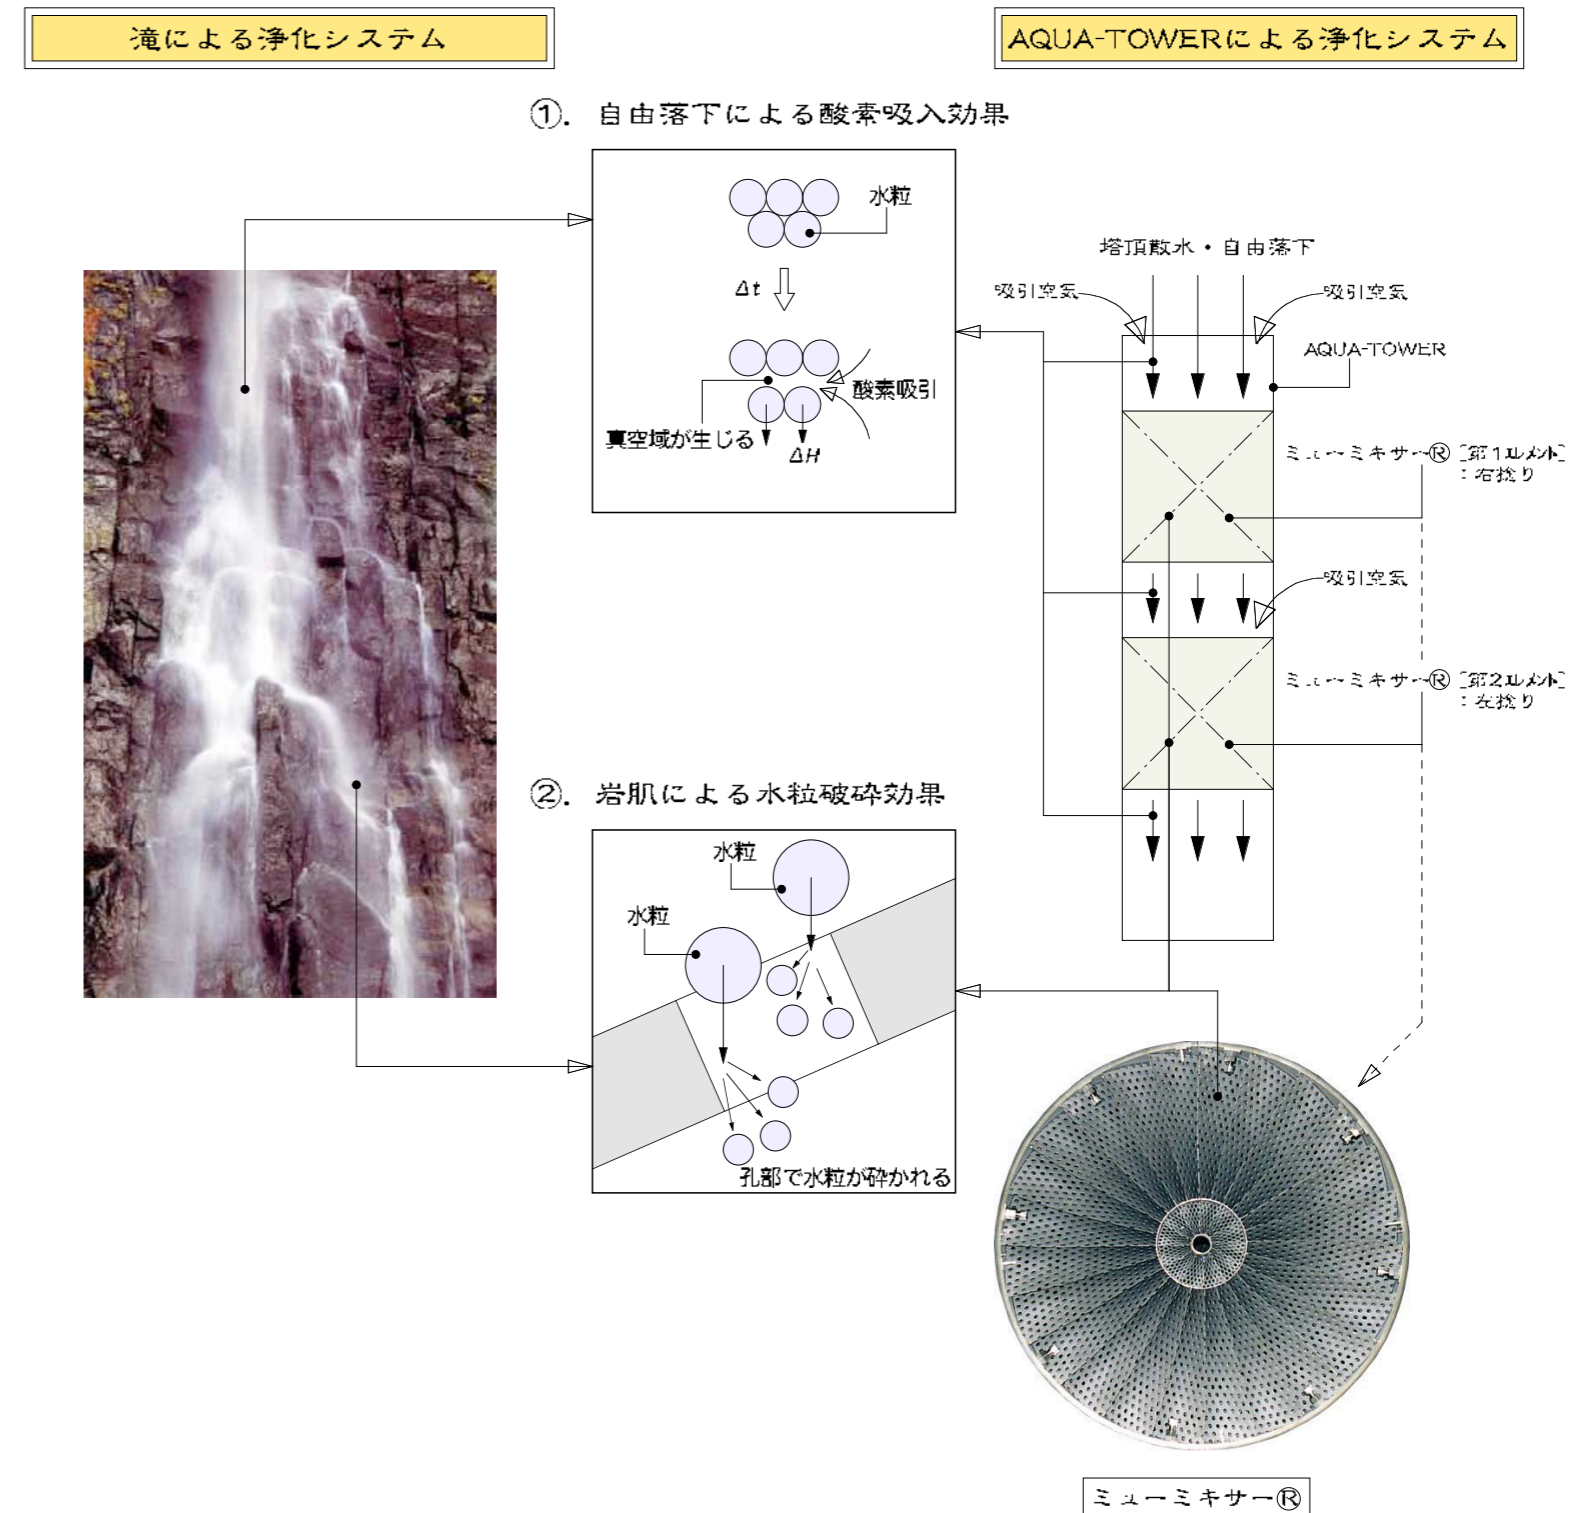 滝による浄化システム
AQUA-TOWERによる浄化システム
①. 自由落下による酸素吸入効果
水粒
Δt
酸素吸引
真空域が生じる
ΔH
塔頂散水・自由落下
吸引空気
吸引空気
AQUA-TOWER
ミューミキサー® [第1エレメント]
:右捻り
吸引空気
ミューミキサー® [第2エレメント]
:左捻り
②. 岩肌による水粒破砕効果
水粒
水粒
孔部で水粒が砕かれる
ミューミキサー®